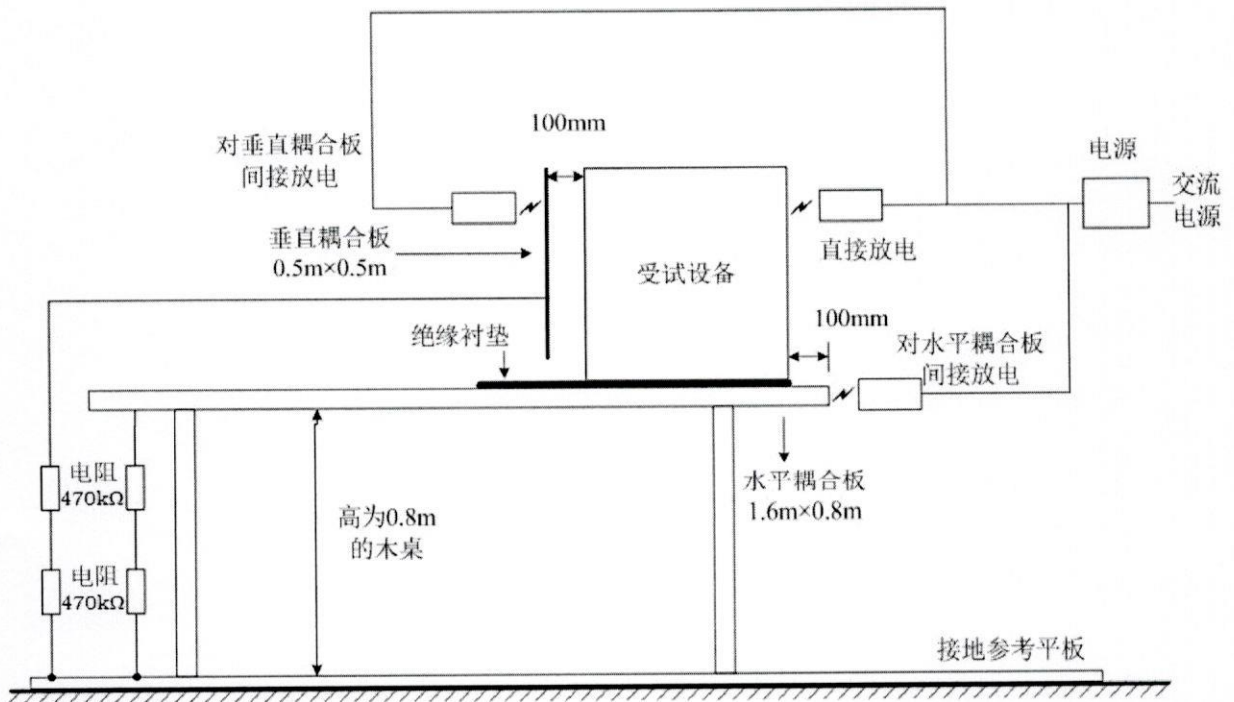 100mm
对垂直耦合板
间接放电
电源
交流
电源
垂直耦合板
0.5m×0.5m
直接放电
受试设备
100mm
绝缘衬垫
对水平耦合板
间接放电
电阻
470kΩ
水平耦合板
1.6m×0.8m
高为0.8m
的木桌
电阻
470kΩ
接地参考平板